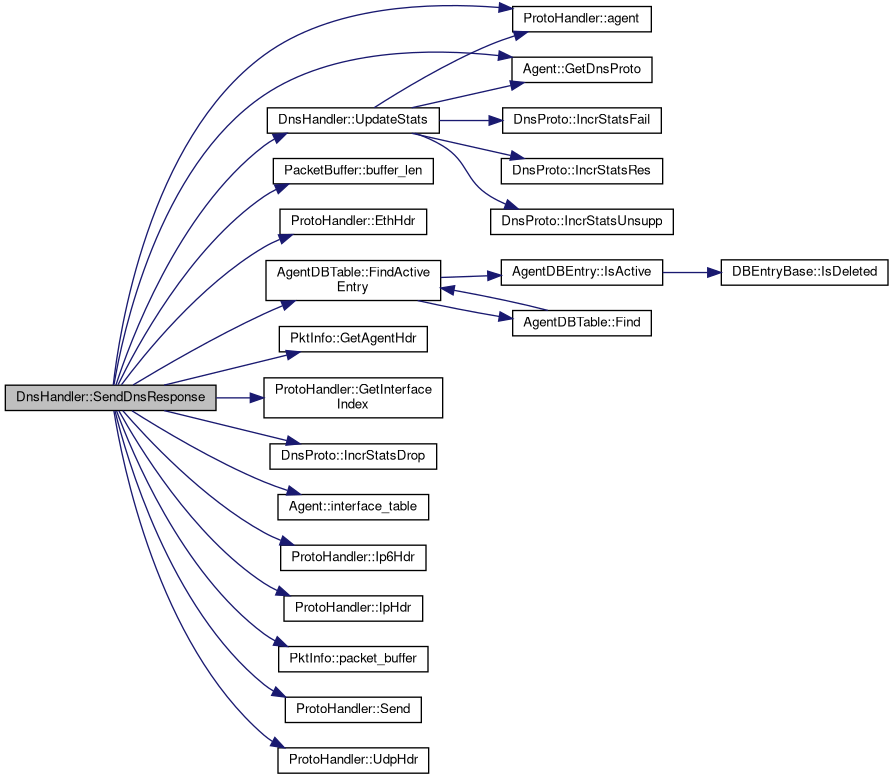 ProtoHandler::agent
Agent::GetDnsProto
DnsHandler::UpdateStats
DnsProto::IncrStatsFail
PacketBuffer::buffer_len
DnsProto::IncrStatsRes
ProtoHandler::EthHdr
DnsProto::IncrStatsUnsupp
AgentDBTable::FindActive
Entry
AgentDBEntry::IsActive
DBEntryBase::IsDeleted
AgentDBTable::Find
PktInfo::GetAgentHdr
DnsHandler::SendDnsResponse
ProtoHandler::GetInterface
Index
DnsProto::IncrStatsDrop
Agent::interface_table
ProtoHandler::Ip6Hdr
ProtoHandler::IpHdr
PktInfo::packet_buffer
ProtoHandler::Send
ProtoHandler::UdpHdr